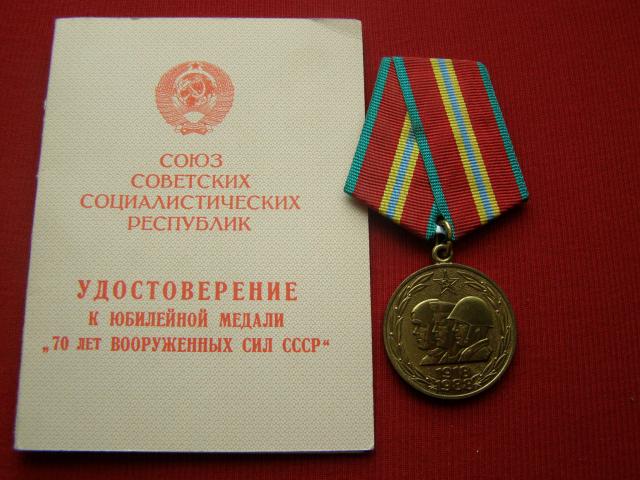 СОЮЗ
СОВЕТСКИХ
СОЦИАЛИСТИЧЕСКИХ
РЕСПУБЛИК
УДОСТОВЕРЕНИЕ
К ЮБИЛЕЙНОЙ МЕДАЛИ
„70 ЛЕТ ВООРУЖЕННЫХ СИЛ СССР“
1918
1988